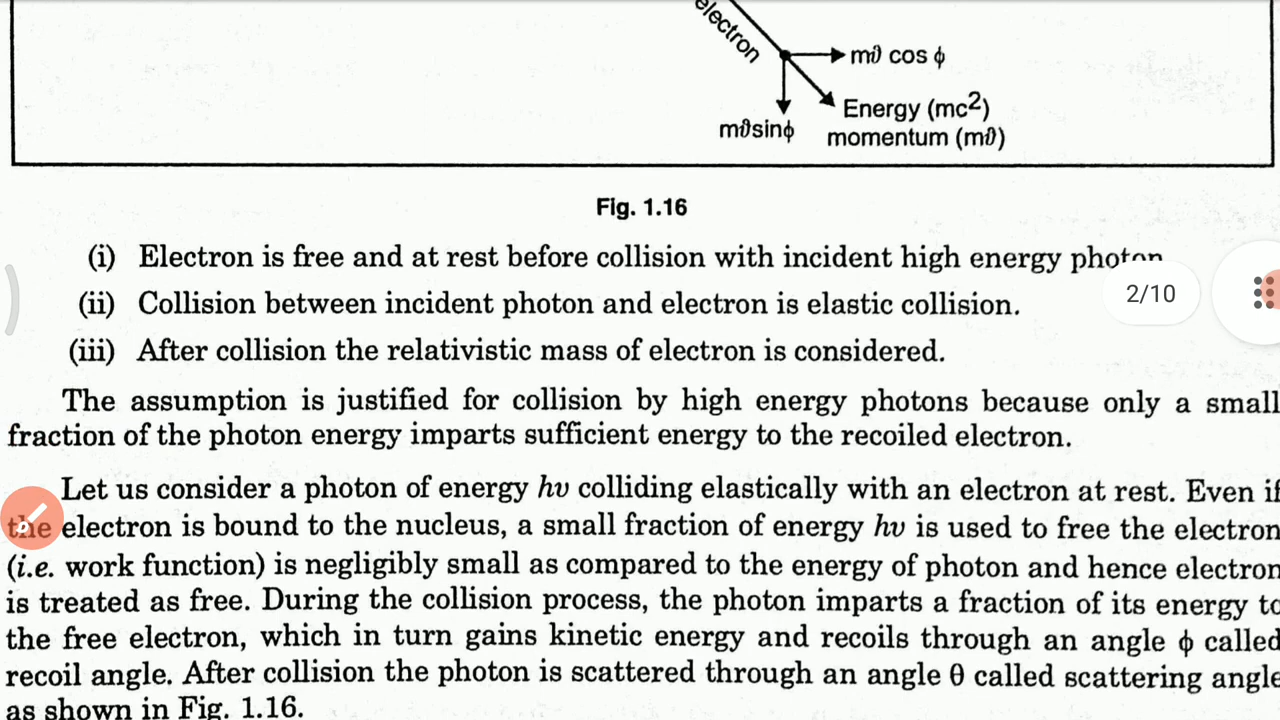 electron
mϑ cos ϕ
mϑsinϕ
Energy (mc²)
momentum (mϑ)
Fig. 1.16
(i) Electron is free and at rest before collision with incident high energy photon
2/10
(ii) Collision between incident photon and electron is elastic collision.
(iii) After collision the relativistic mass of electron is considered.
The assumption is justified for collision by high energy photons because only a small
fraction of the photon energy imparts sufficient energy to the recoiled electron.
Let us consider a photon of energy hν colliding elastically with an electron at rest. Even if
the electron is bound to the nucleus, a small fraction of energy hν is used to free the electron
(i.e. work function) is negligibly small as compared to the energy of photon and hence electron
is treated as free. During the collision process, the photon imparts a fraction of its energy to
the free electron, which in turn gains kinetic energy and recoils through an angle ϕ called
recoil angle. After collision the photon is scattered through an angle θ called scattering angle
as shown in Fig. 1.16.